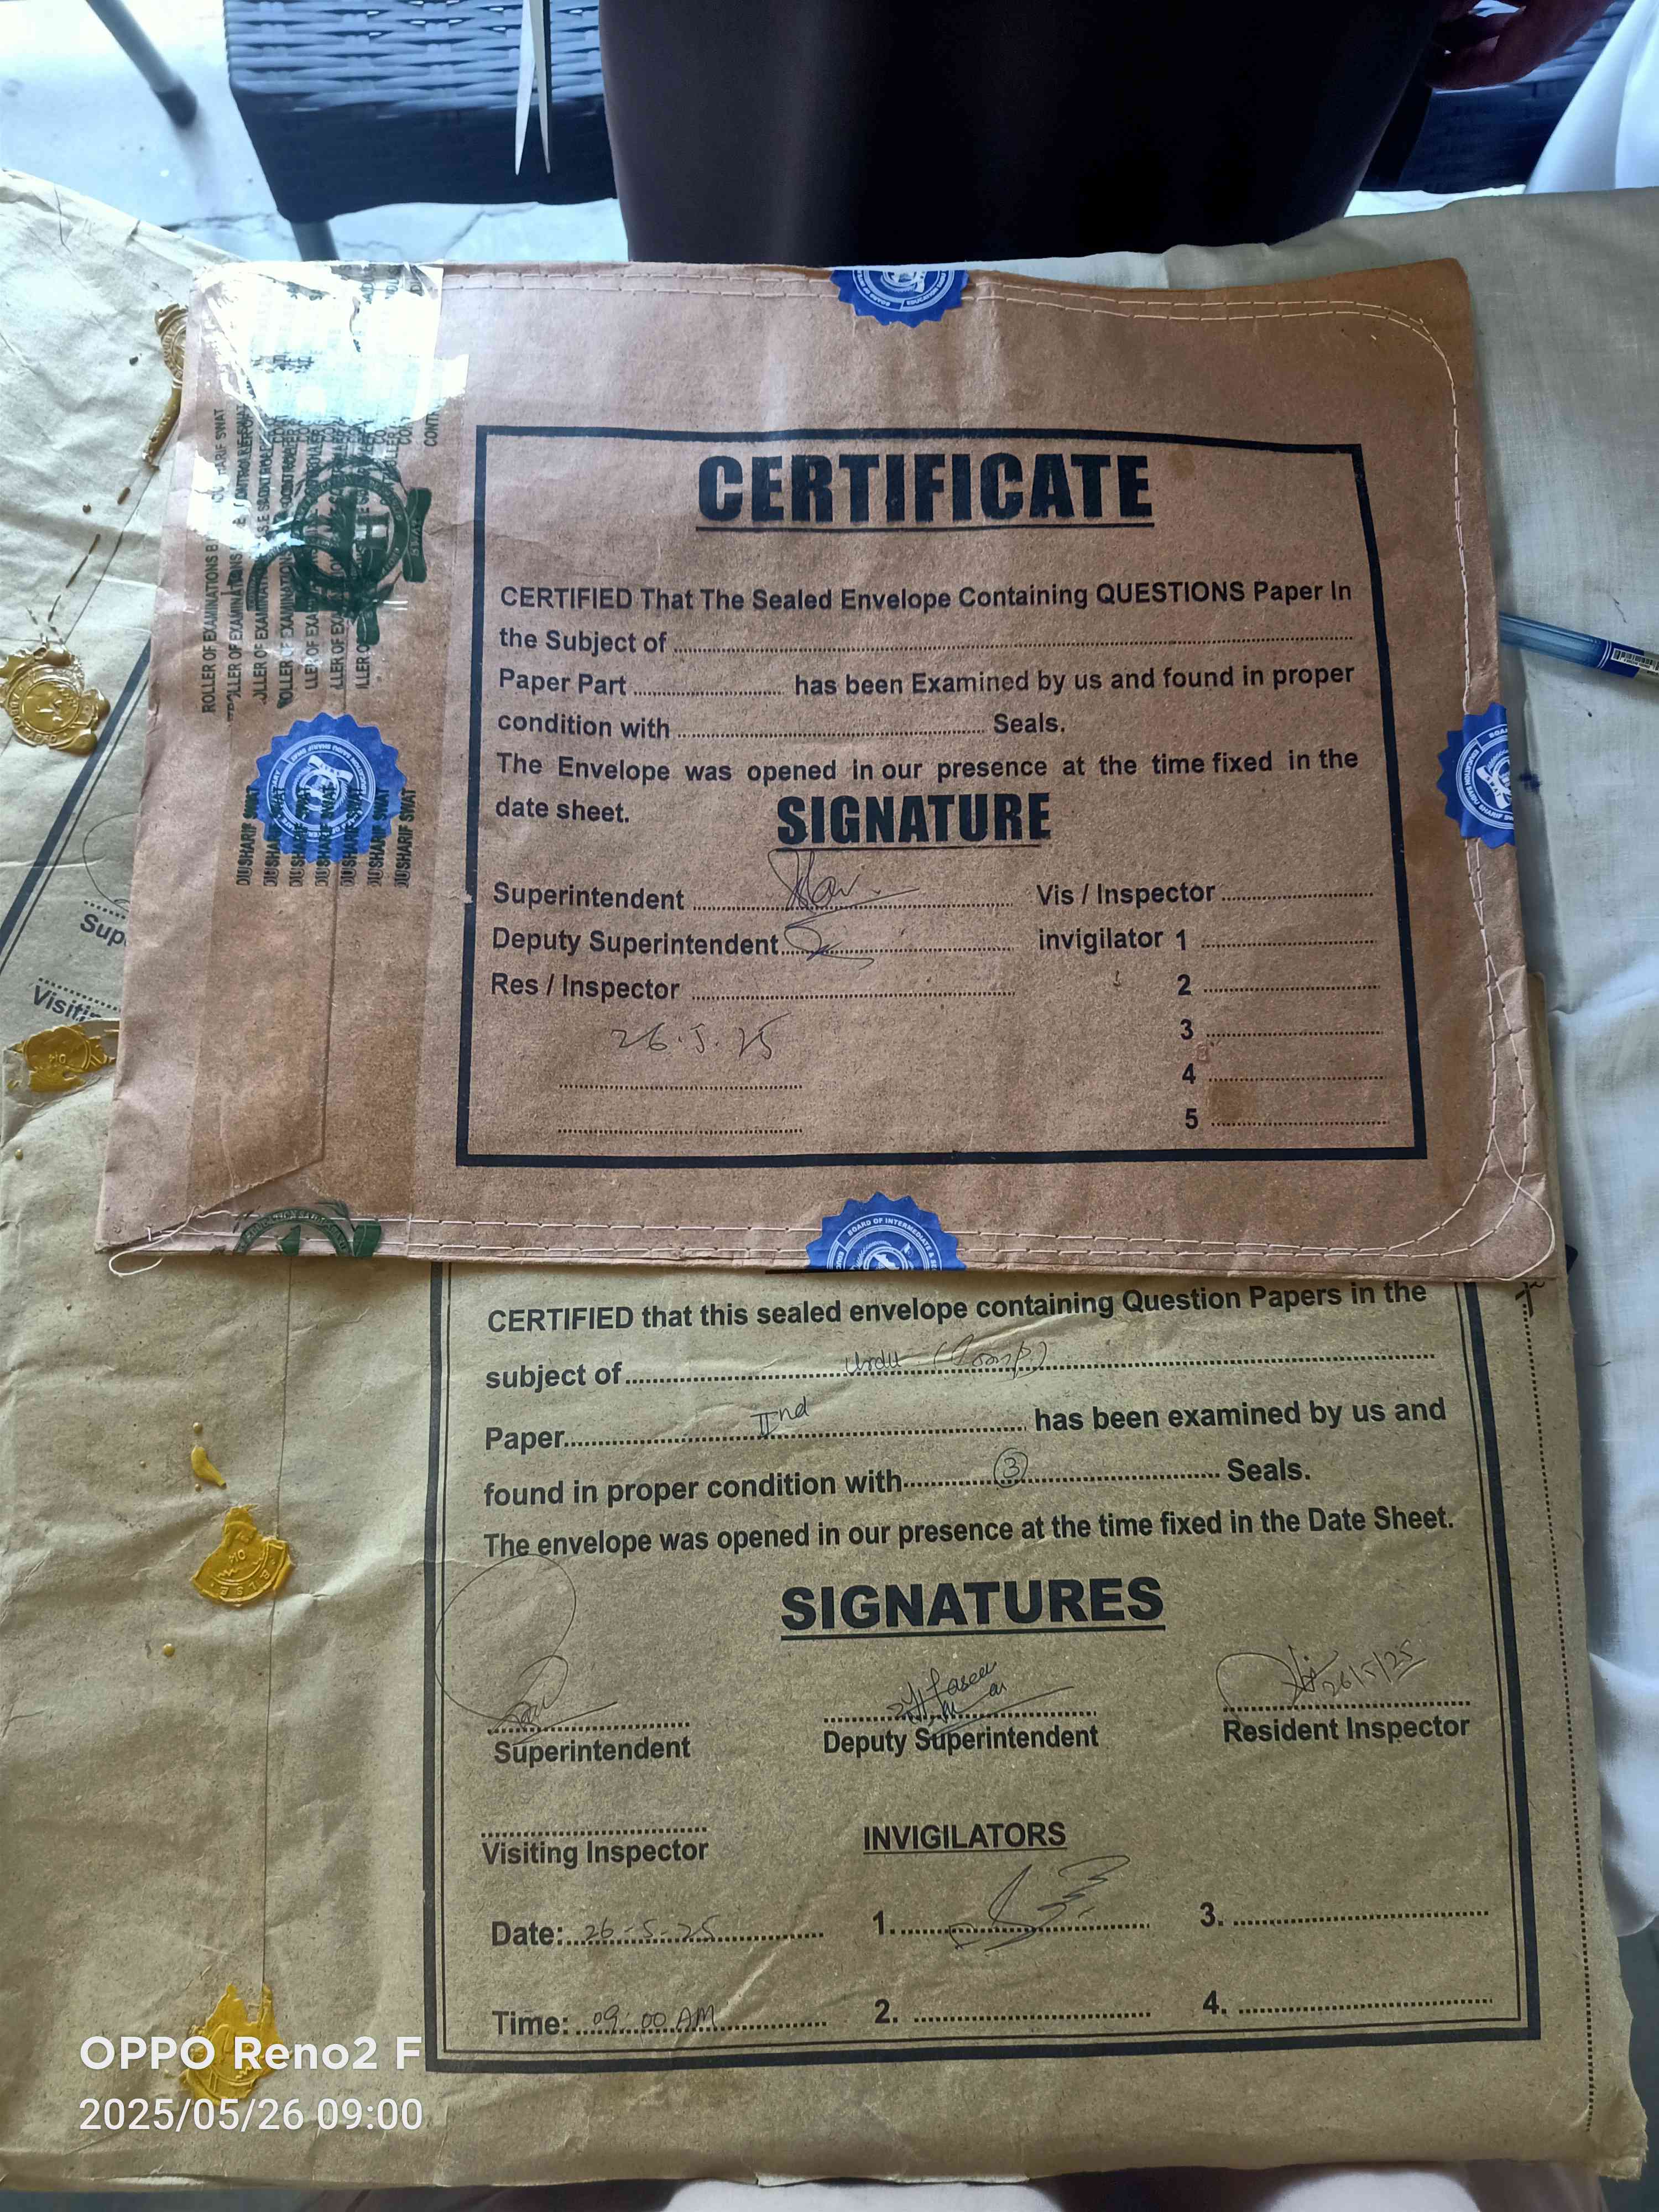 CERTIFICATE
CERTIFIED That The Sealed Envelope Containing QUESTIONS Paper In
the Subject of
Paper Part has been Examined by us and found in proper
condition with Seals.
The Envelope was opened in our presence at the time fixed in the
date sheet.
SIGNATURE
Superintendent Vis / Inspector
Deputy Superintendent invigilator 1
Res / Inspector 2
26.5.25 3
4
5
BOARD OF INTERMEDIATE &
CERTIFIED that this sealed envelope containing Question Papers in the
subject of Urdu (Comp)
Paper IInd has been examined by us and
found in proper condition with 3 Seals.
The envelope was opened in our presence at the time fixed in the Date Sheet.
SIGNATURES
26/5/25
Superintendent Deputy Superintendent Resident Inspector
Visiting Inspector INVIGILATORS
Date: 26-5-25 1. 3.
Time: 09:00 AM 2. 4.
OPPO Reno2 F
2025/05/26 09:00